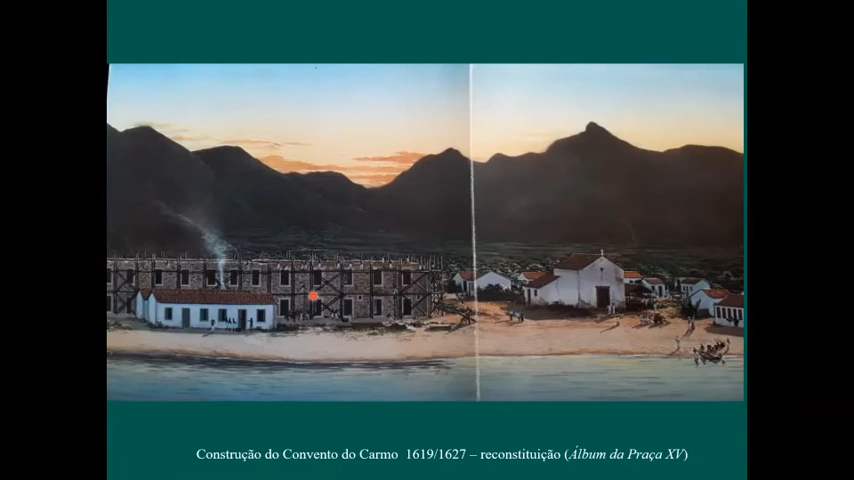 Construção do Convento do Carmo 1619/1627 – reconstituição (Álbum da Praça XV)